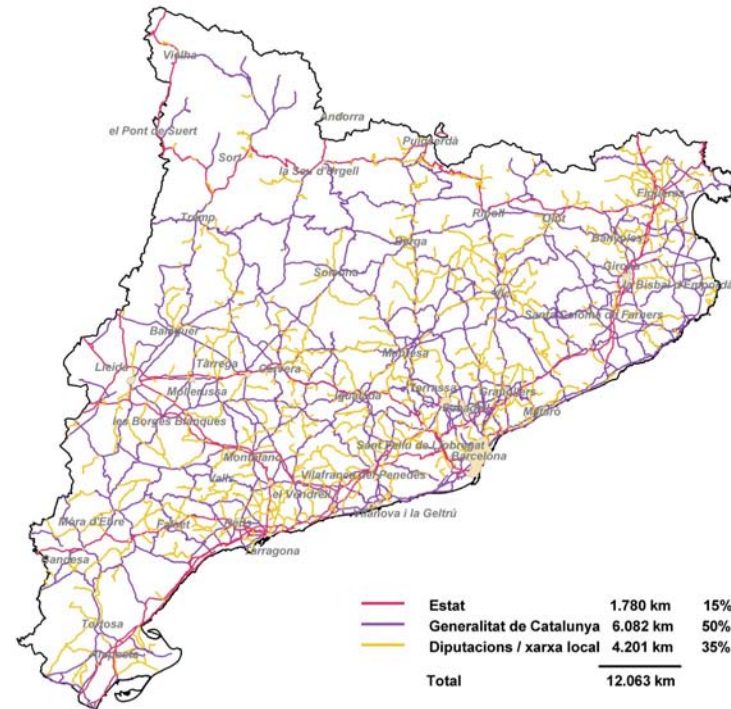 Vielha
Andorra
el Pont de Suert
Puigcerdà
Sort
la Seu d'Urgell
Figueres
Tremp
Ripoll
Olot
Berga
Banyoles
Solsona
Girona
la Bisbal d'Empordà
Vic
Santa Coloma de Farners
Balaguer
Manresa
Lleida
Tàrrega
Cervera
Mollerussa
Igualada
Terrassa
Granollers
Sabadell
Mataró
les Borges Blanques
Sant Feliu de Llobregat
Barcelona
Montblanc
Vilafranca del Penedès
Valls
el Vendrell
Vilanova i la Geltrú
Móra d'Ebre
Falset
Reus
Tarragona
Gandesa
Tortosa
Amposta
Estat 1.780 km 15%
Generalitat de Catalunya 6.082 km 50%
Diputacions / xarxa local 4.201 km 35%
Total 12.063 km